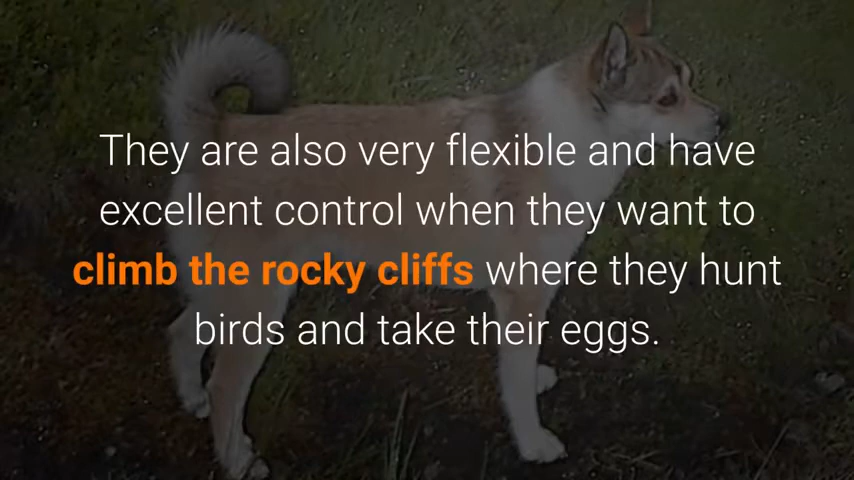 They are also very flexible and have
excellent control when they want to
climb the rocky cliffs where they hunt
birds and take their eggs.